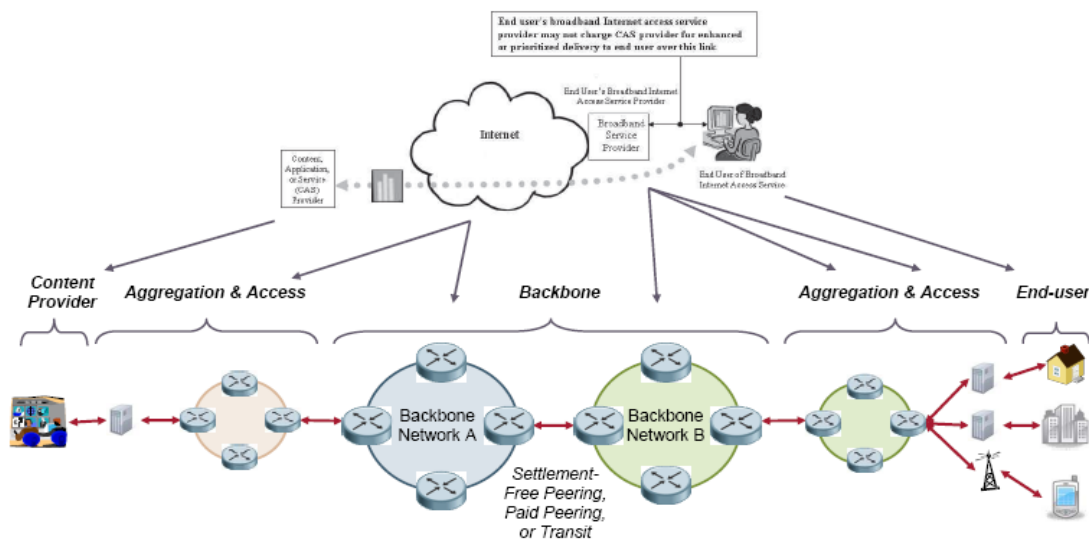 End user's broadband Internet access service
provider may not charge CAS provider for enhanced
or prioritized delivery to end user over this link
End User's Broadband Internet
Access Service Provider
Internet
Broadband
Service
Provider
Content,
Application,
or Service
(CAS)
Provider
End User of Broadband
Internet Access Service
Content
Provider
Aggregation & Access
Backbone
Aggregation & Access
End-user
Backbone
Network A
Backbone
Network B
Settlement-
Free Peering,
Paid Peering,
or Transit